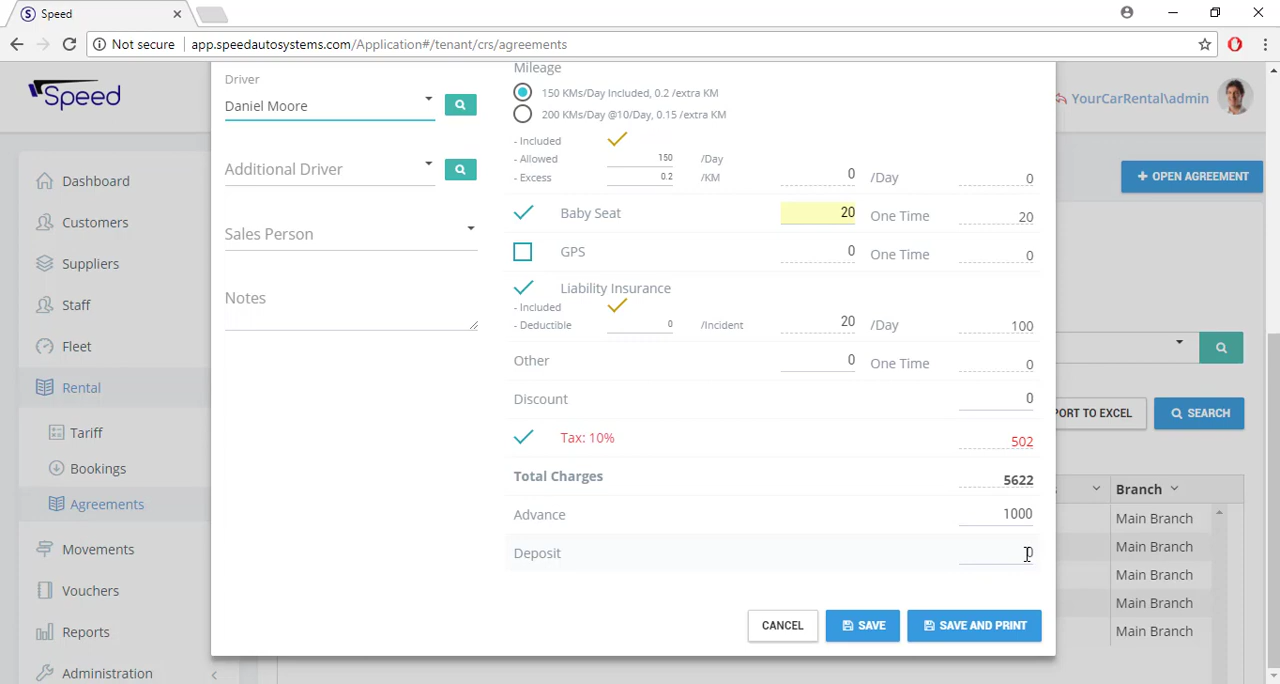 Speed
Not secure
app.speedautosystems.com/Application#/tenant/crs/agreements
Speed
YourCarRental\admin
Dashboard
Customers
Suppliers
Staff
Fleet
Rental
Tariff
Bookings
Agreements
Movements
Vouchers
Reports
Administration
Driver
Daniel Moore
Additional Driver
Sales Person
Notes
Mileage
150 KMs/Day Included, 0.2 /extra KM
200 KMs/Day @10/Day, 0.15 /extra KM
- Included
- Allowed 150 /Day
- Excess 0.2 /KM 0 /Day 0
Baby Seat 20 One Time 20
GPS 0 One Time 0
Liability Insurance
- Included
- Deductible 0 /Incident 20 /Day 100
Other 0 One Time 0
Discount 0
Tax: 10% 502
Total Charges 5622
Advance 1000
Deposit
CANCEL SAVE SAVE AND PRINT
+ OPEN AGREEMENT
PORT TO EXCEL SEARCH
Branch
Main Branch
Main Branch
Main Branch
Main Branch
Main Branch